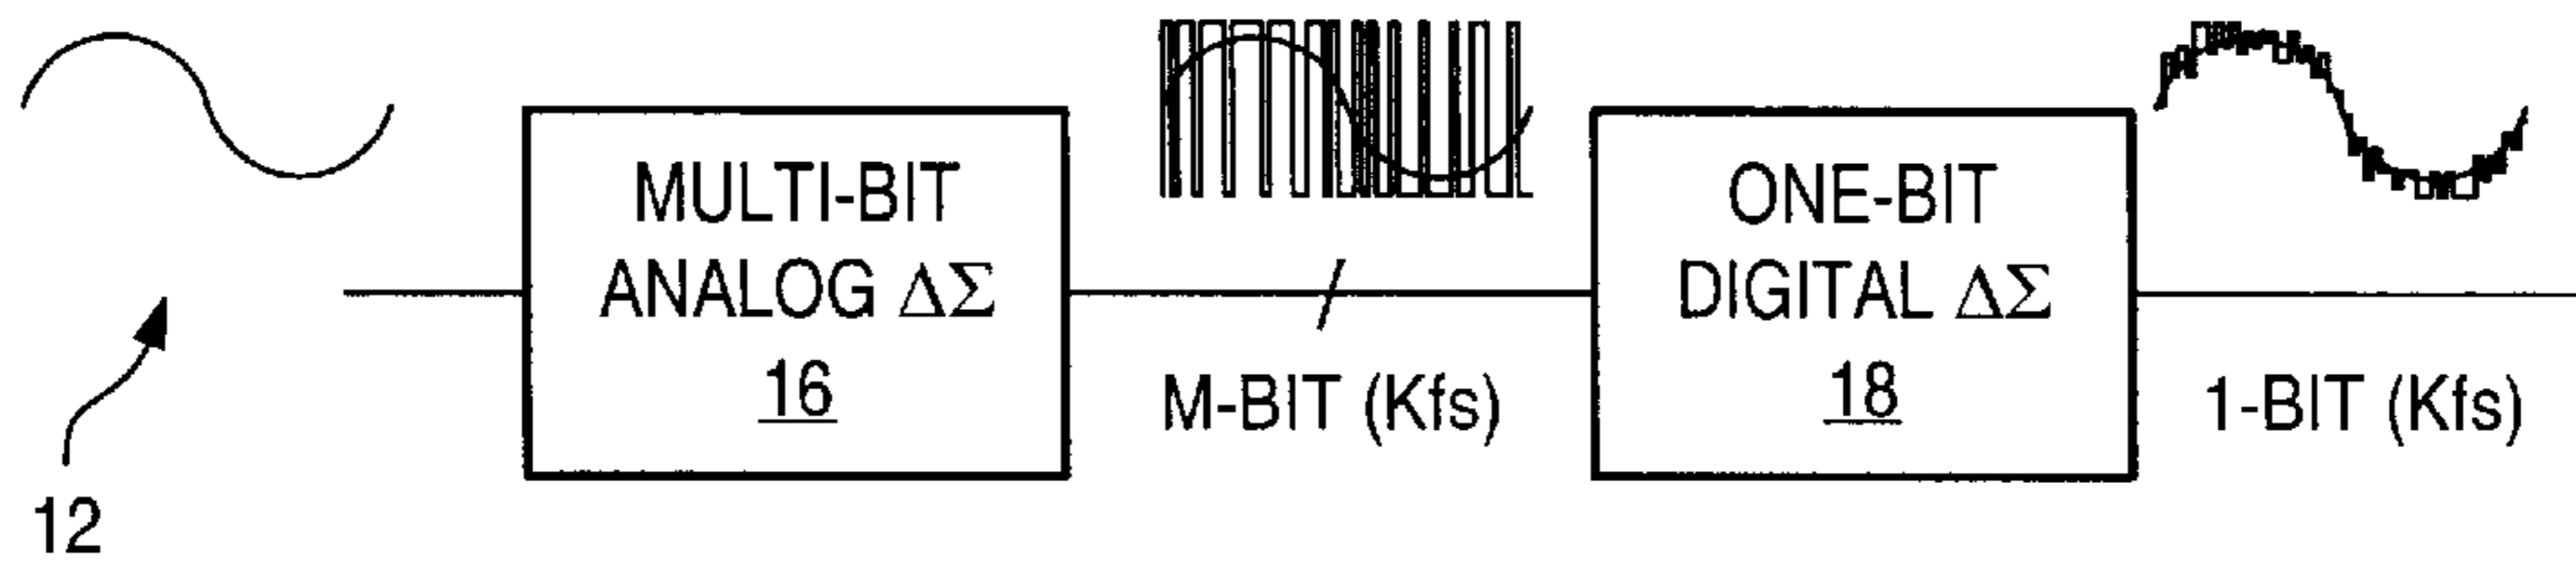 MULTI-BIT
ANALOG ΔΣ
16
M-BIT (Kfs)
ONE-BIT
DIGITAL ΔΣ
18
1-BIT (Kfs)
12